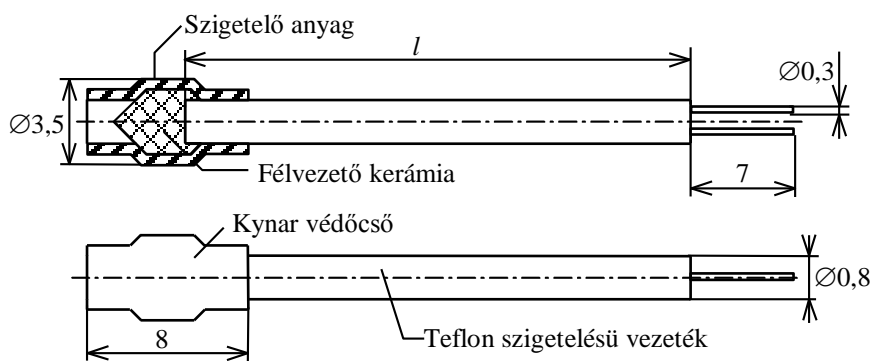 Szigetelő anyag
l
∅0,3
∅3,5
Félvezető kerámia
7
Kynar védőcső
∅0,8
8
Teflon szigetelésü vezeték